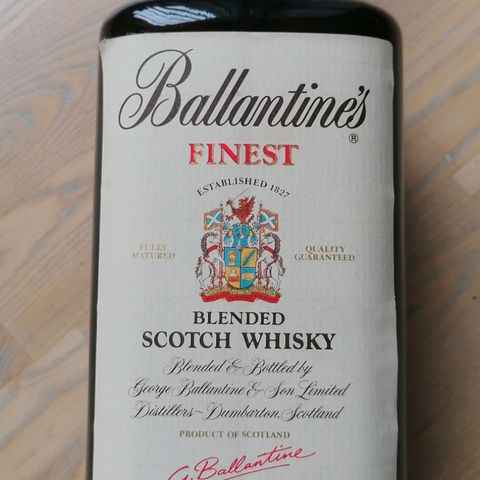 Ballantine's
®
FINEST
ESTABLISHED 1827
FULLY
MATURED
QUALITY
GUARANTEED
BLENDED
SCOTCH WHISKY
Blended & Bottled by
George Ballantine & Son Limited
Distillers ~ Dumbarton, Scotland
PRODUCT OF SCOTLAND
G. Ballantine